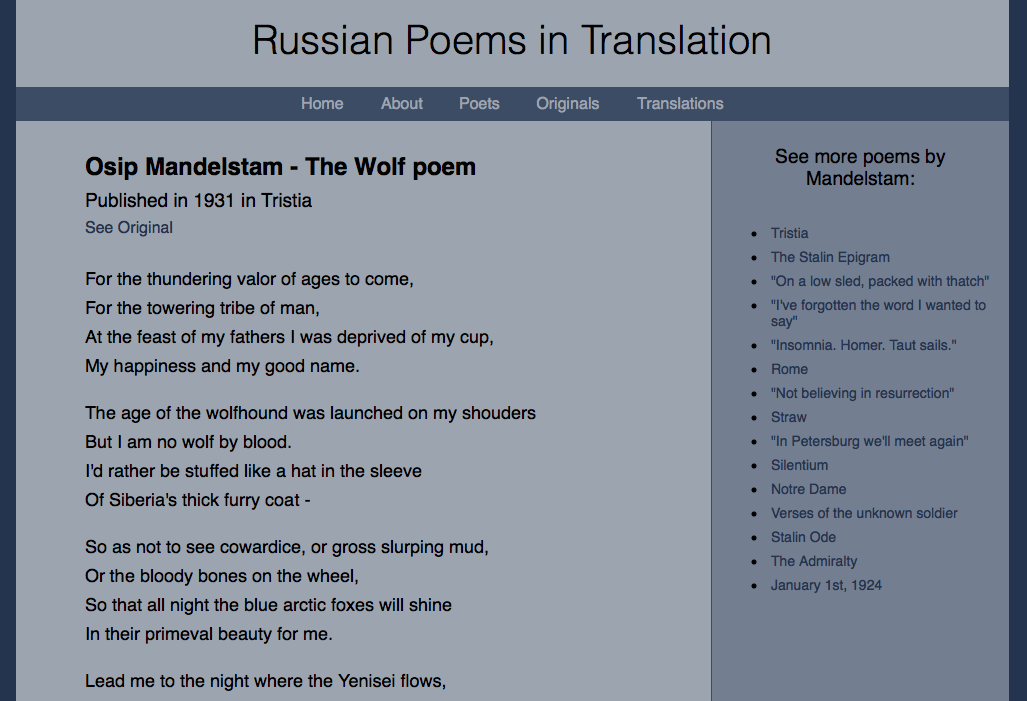 Russian Poems in Translation
Home About Poets Originals Translations
Osip Mandelstam - The Wolf poem
Published in 1931 in Tristia
See Original
For the thundering valor of ages to come,
For the towering tribe of man,
At the feast of my fathers I was deprived of my cup,
My happiness and my good name.
The age of the wolfhound was launched on my shouders
But I am no wolf by blood.
I'd rather be stuffed like a hat in the sleeve
Of Siberia's thick furry coat -
So as not to see cowardice, or gross slurping mud,
Or the bloody bones on the wheel,
So that all night the blue arctic foxes will shine
In their primeval beauty for me.
Lead me to the night where the Yenisei flows,
See more poems by
Mandelstam:
Tristia
The Stalin Epigram
"On a low sled, packed with thatch"
"I've forgotten the word I wanted to
say"
"Insomnia. Homer. Taut sails."
Rome
"Not believing in resurrection"
Straw
"In Petersburg we'll meet again"
Silentium
Notre Dame
Verses of the unknown soldier
Stalin Ode
The Admiralty
January 1st, 1924